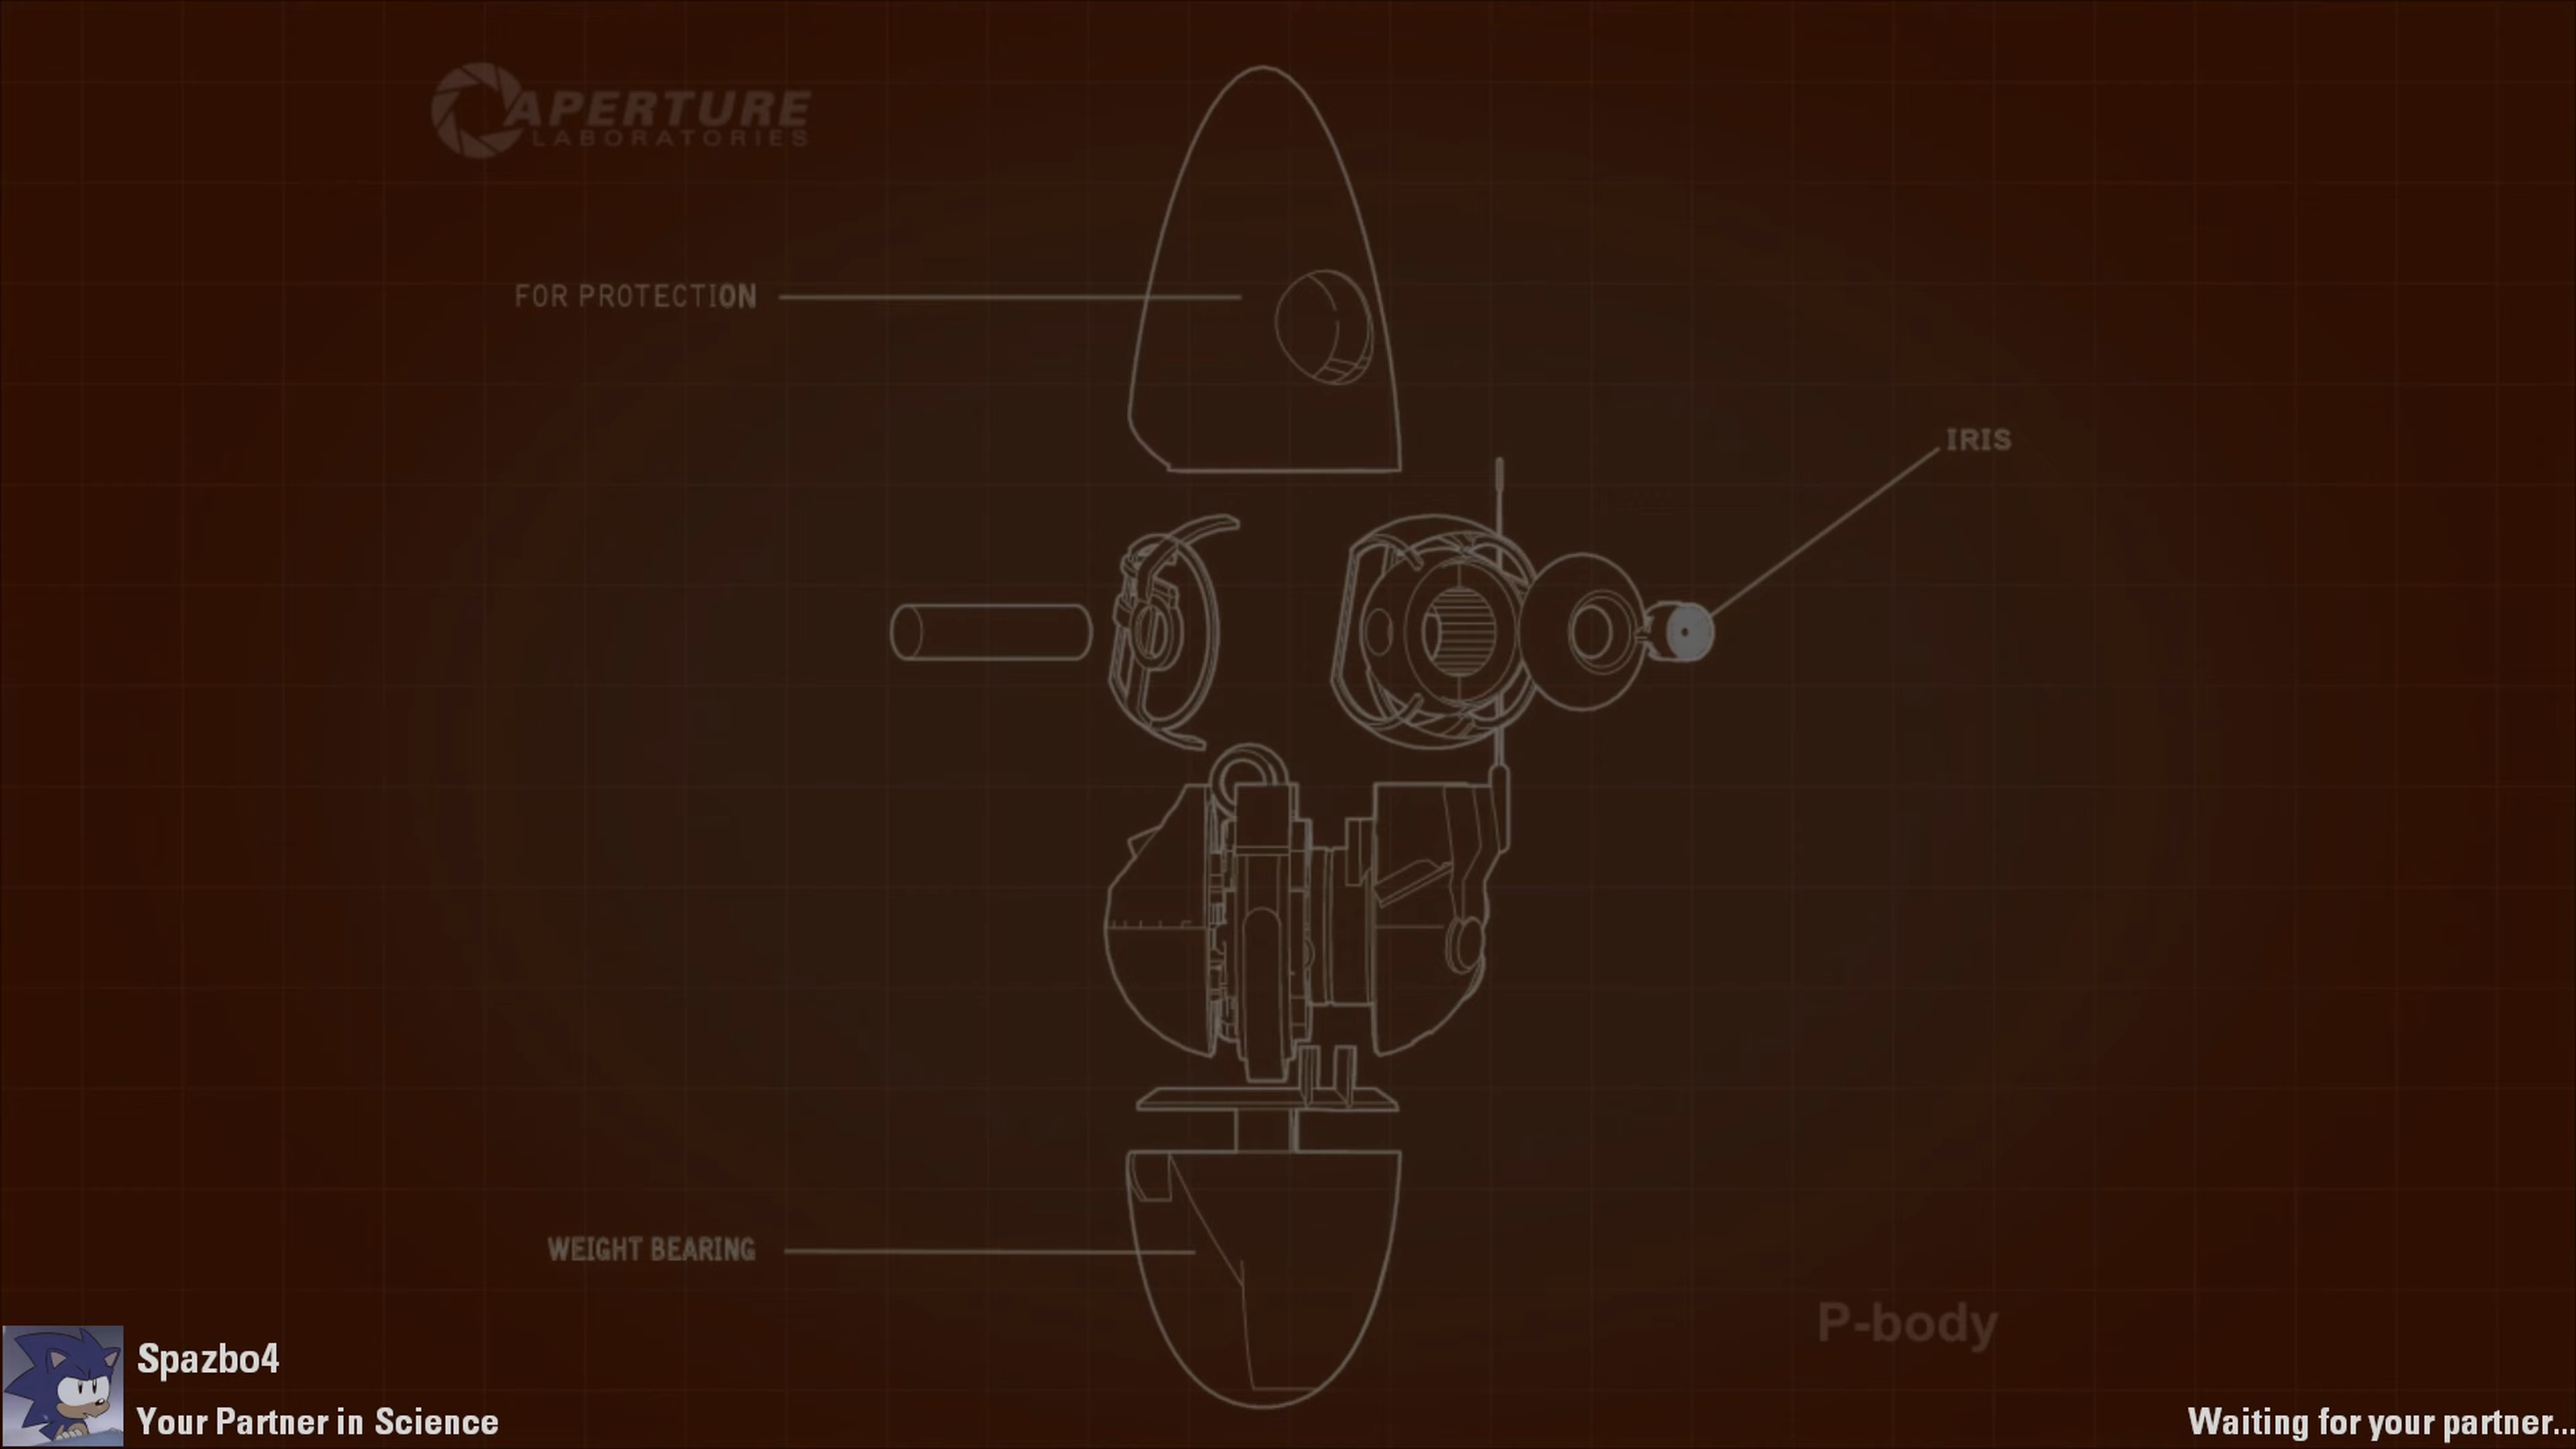 APERTURE
LABORATORIES
FOR PROTECTION
IRIS
WEIGHT BEARING
P-body
Spazbo4
Your Partner in Science
Waiting for your partner...